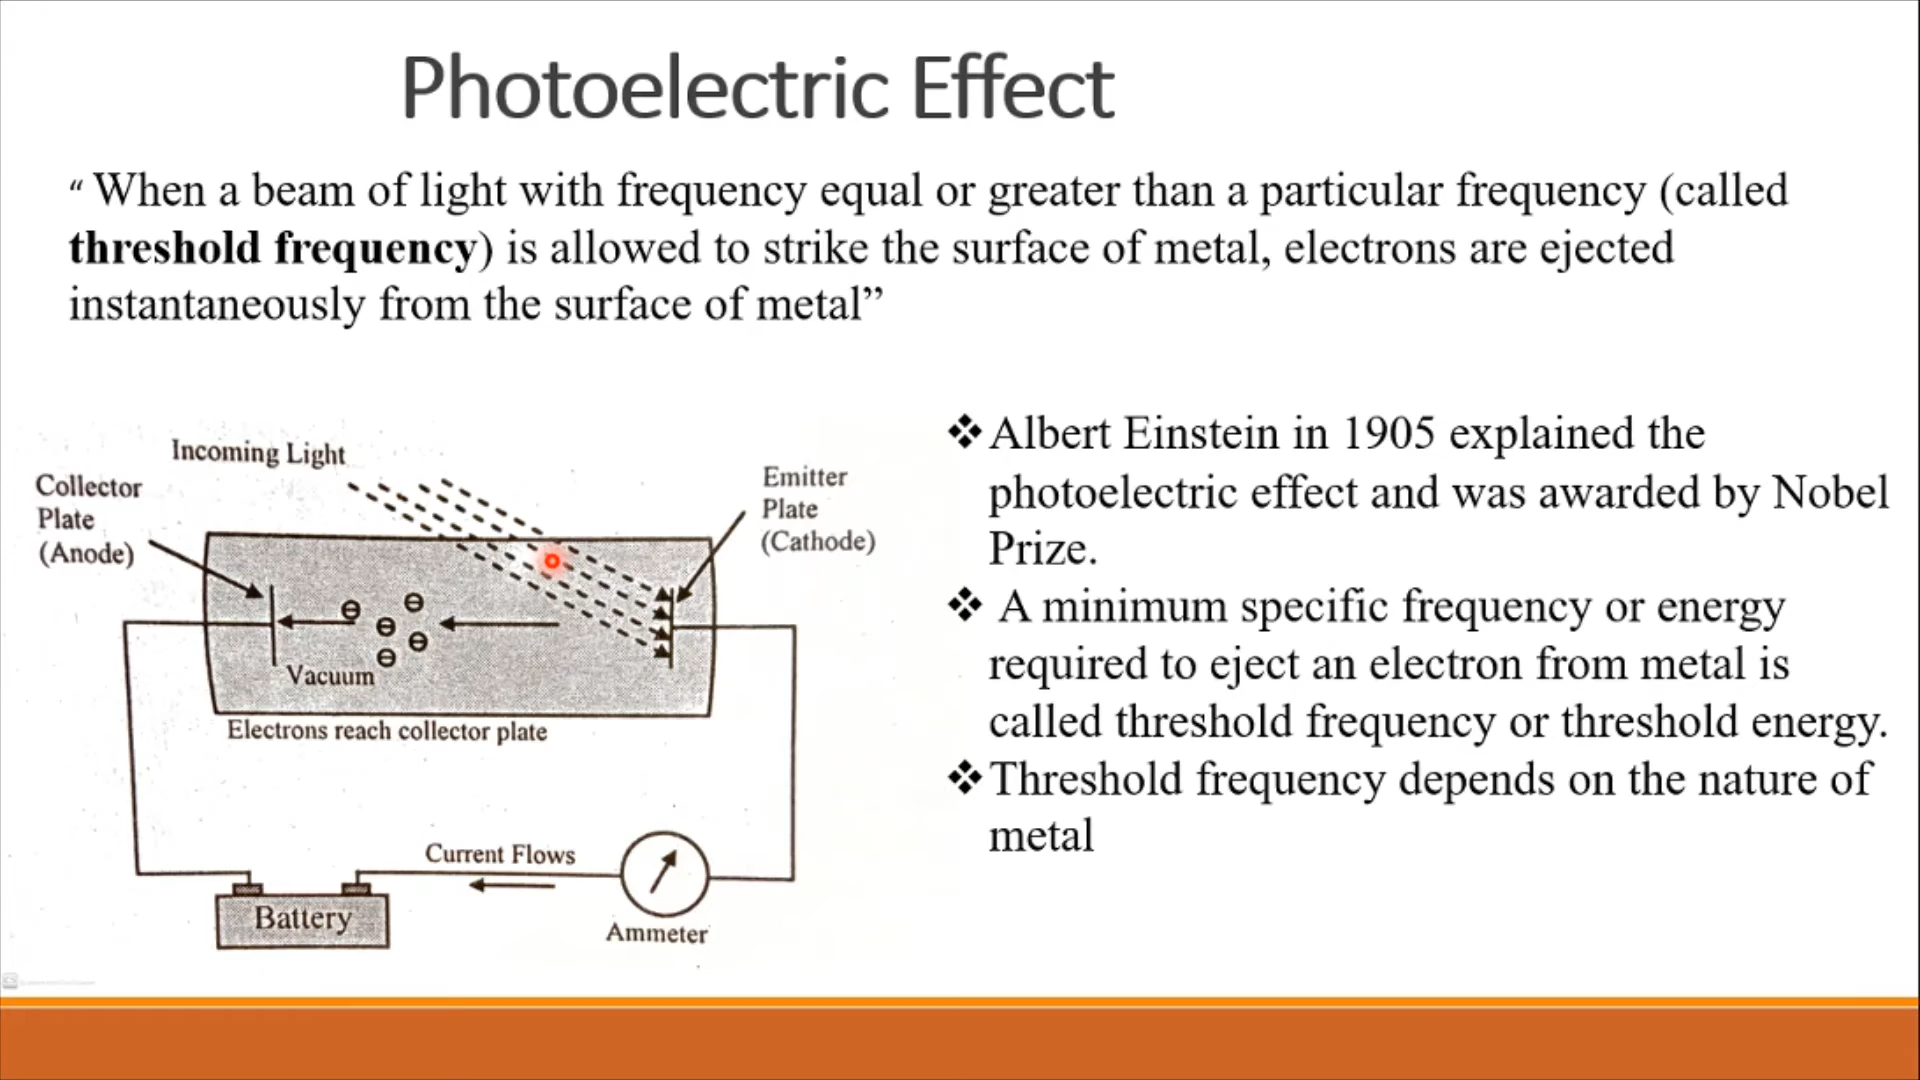 Photoelectric Effect
“ When a beam of light with frequency equal or greater than a particular frequency (called
threshold frequency) is allowed to strike the surface of metal, electrons are ejected
instantaneously from the surface of metal”
Incoming Light
Collector
Plate
(Anode)
Emitter
Plate
(Cathode)
Vacuum
Electrons reach collector plate
Current Flows
Battery
Ammeter
❖Albert Einstein in 1905 explained the
photoelectric effect and was awarded by Nobel
Prize.
❖ A minimum specific frequency or energy
required to eject an electron from metal is
called threshold frequency or threshold energy.
❖Threshold frequency depends on the nature of
metal